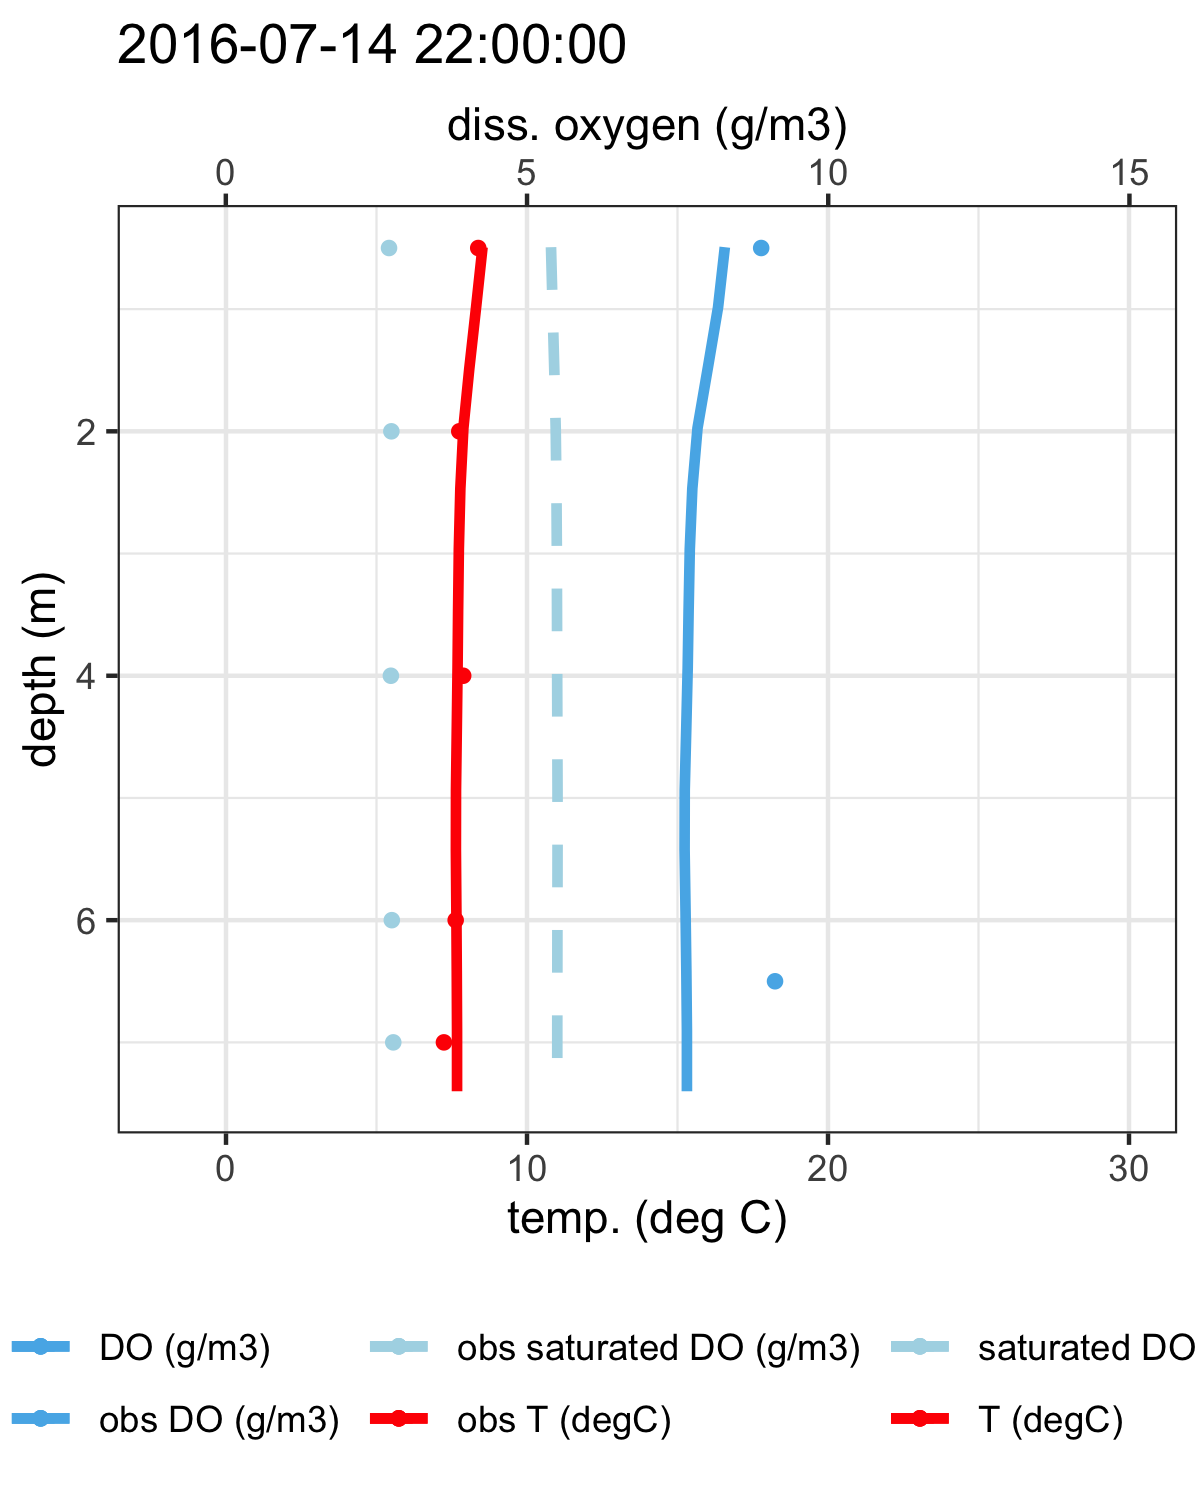 2016-07-14 22:00:00
diss. oxygen (g/m3)
0 5 10 15
depth (m)
2
4
6
0 10 20 30
temp. (deg C)
DO (g/m3) obs saturated DO (g/m3) saturated DO
obs DO (g/m3) obs T (degC) T (degC)